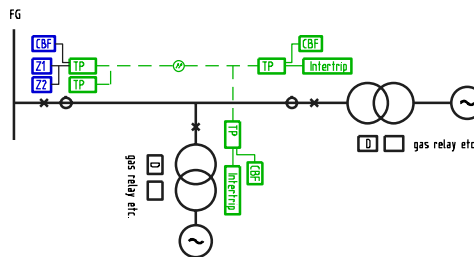 FG
CBF
CBF
Z1
TP
TP
Intertrip
Z2
TP
TP
D
gas relay etc
D
gas relay etc.
CBF
Intertrip